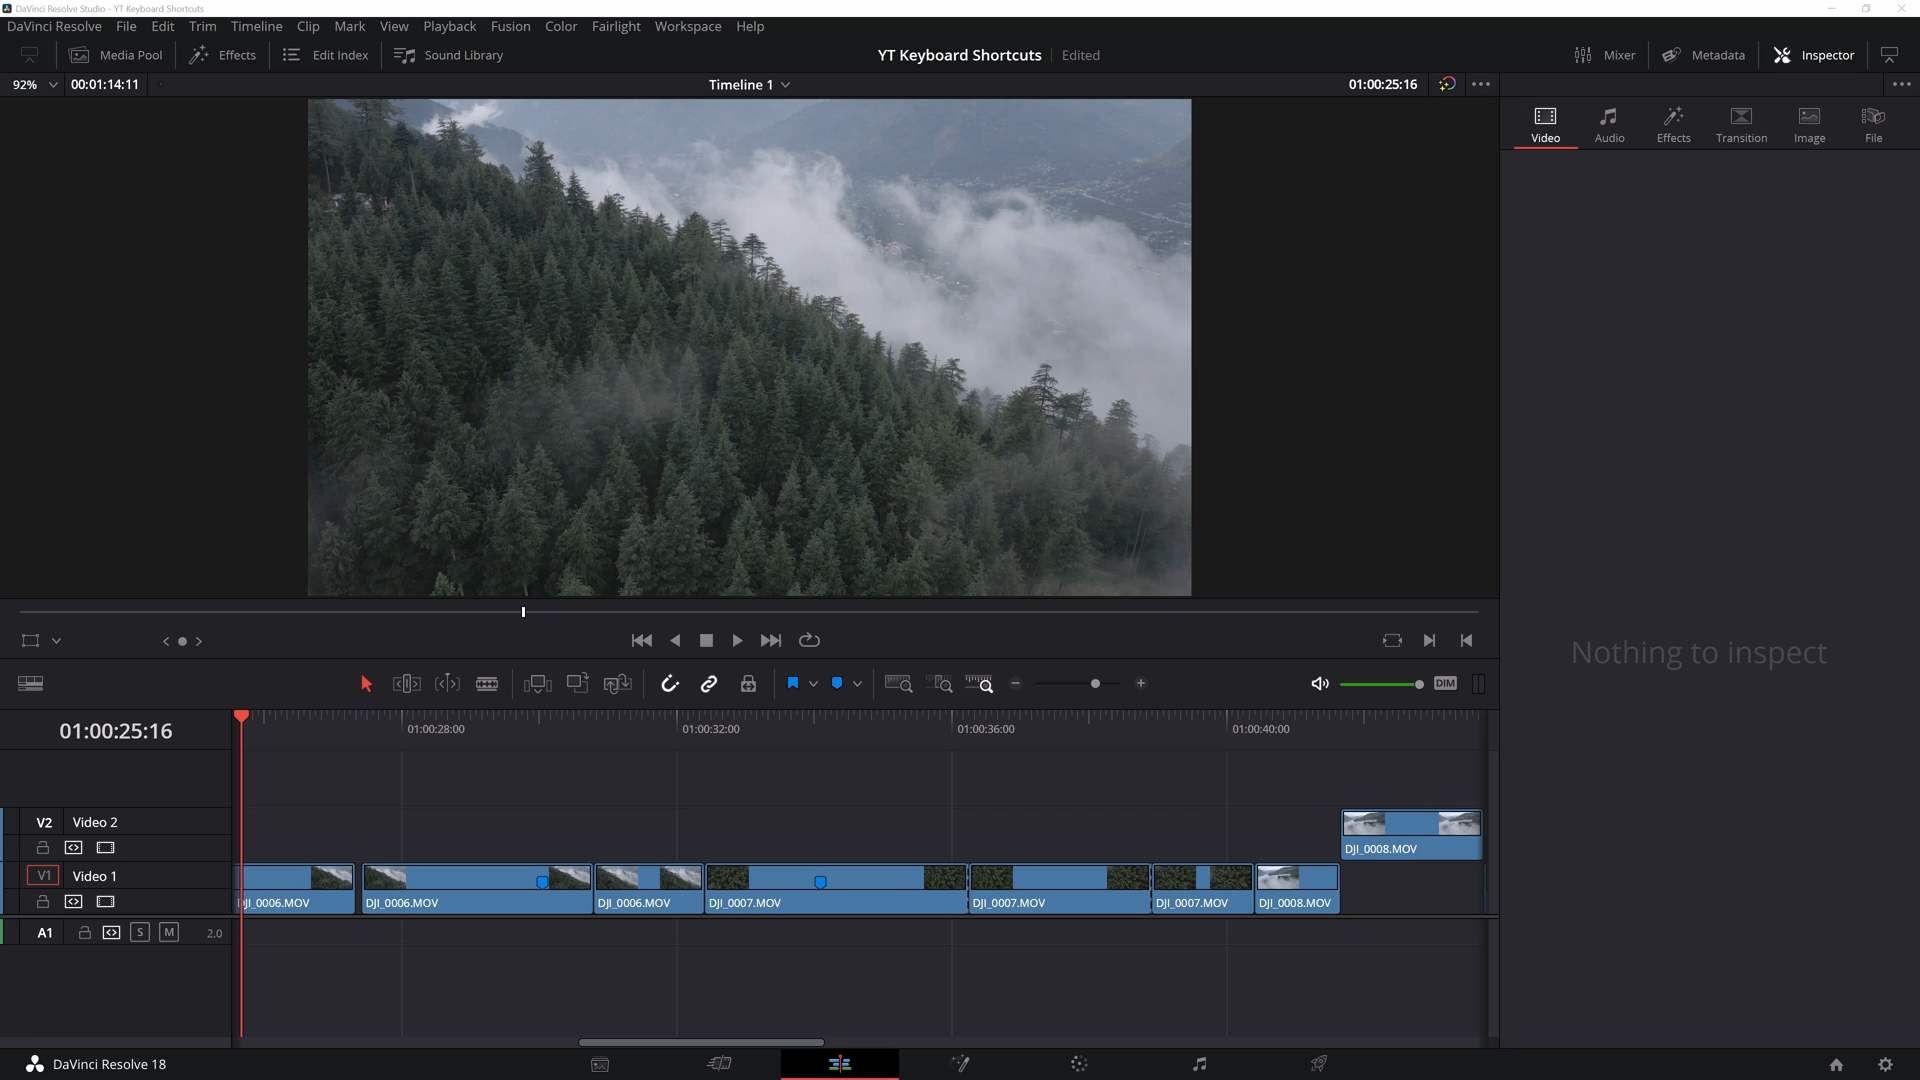 DaVinci Resolve Studio - YT Keyboard Shortcuts
DaVinci Resolve File Edit Trim Timeline Clip Mark View Playback Fusion Color Fairlight Workspace Help
Media Pool Effects Edit Index Sound Library YT Keyboard Shortcuts Edited Mixer Metadata Inspector
92% 00:01:14:11 Timeline 1 01:00:25:16
Video Audio Effects Transition Image File
Nothing to inspect
DIM
01:00:25:16 01:00:28:00 01:00:32:00 01:00:36:00 01:00:40:00
V2 Video 2
DJI_0008.MOV
V1 Video 1
DJI_0006.MOV DJI_0006.MOV DJI_0006.MOV DJI_0007.MOV DJI_0007.MOV DJI_0007.MOV DJI_0008.MOV
A1 S M 2.0
DaVinci Resolve 18